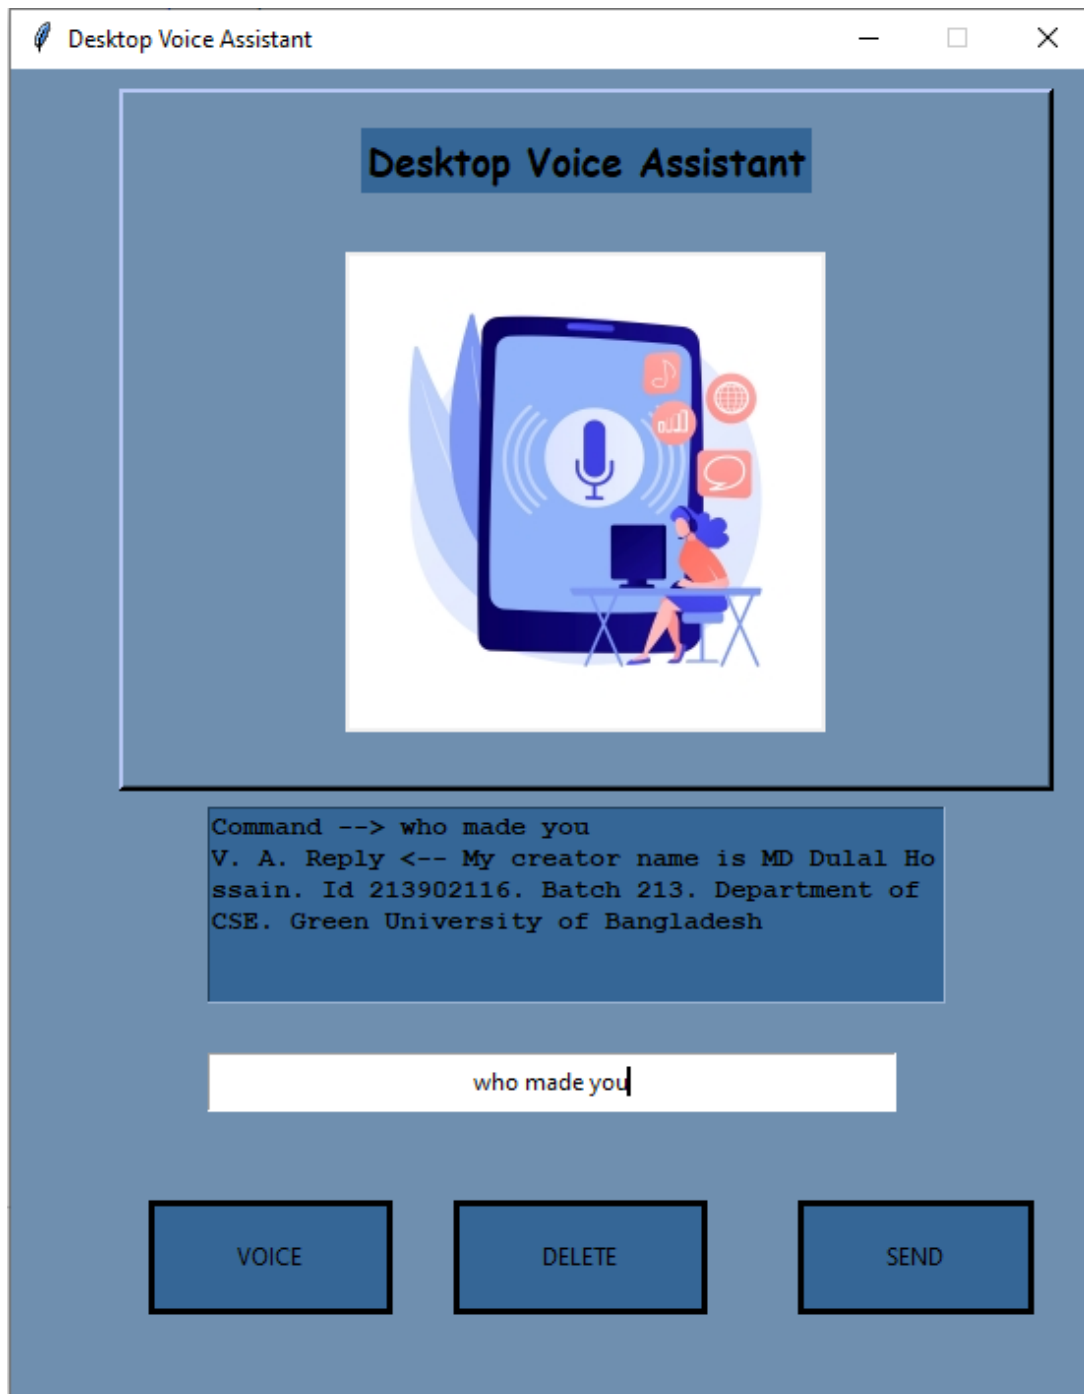 Desktop Voice Assistant
Desktop Voice Assistant
Command --> who made you
V. A. Reply <-- My creator name is MD Dulal Ho
ssain. Id 213902116. Batch 213. Department of
CSE. Green University of Bangladesh
who made you
VOICE
DELETE
SEND